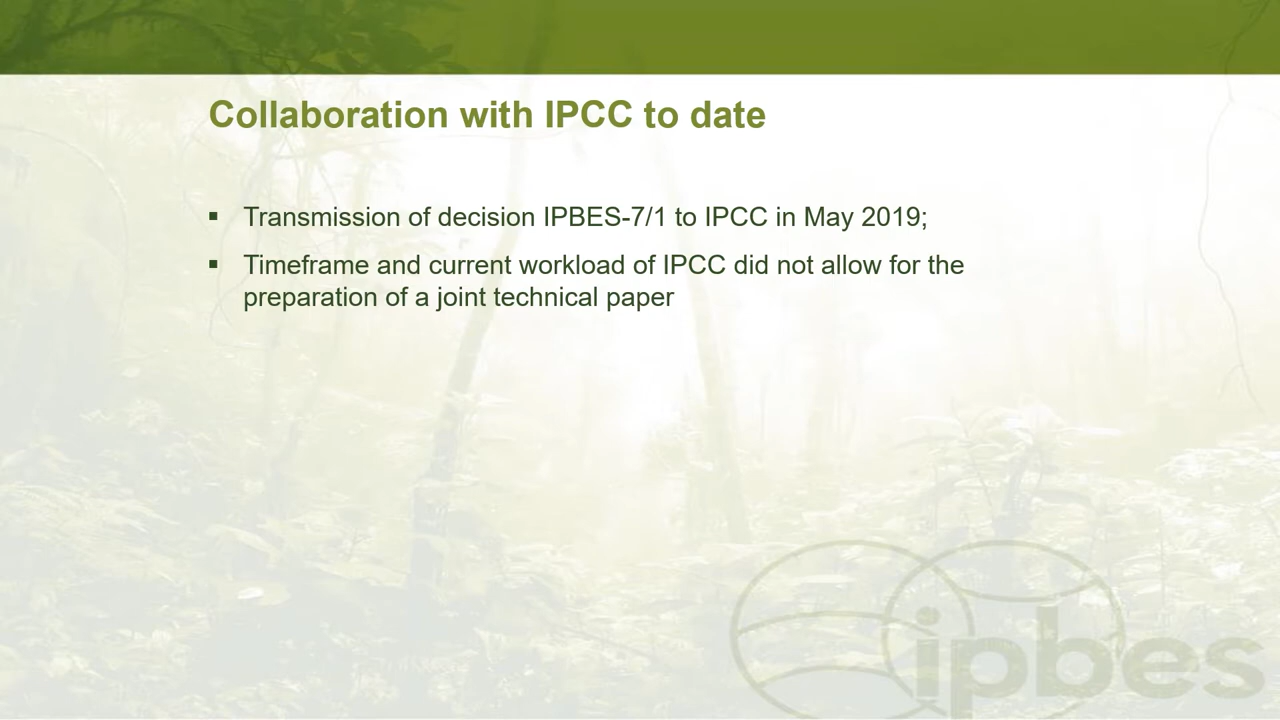 Collaboration with IPCC to date
▪ Transmission of decision IPBES-7/1 to IPCC in May 2019;
▪ Timeframe and current workload of IPCC did not allow for the
preparation of a joint technical paper
ipbes